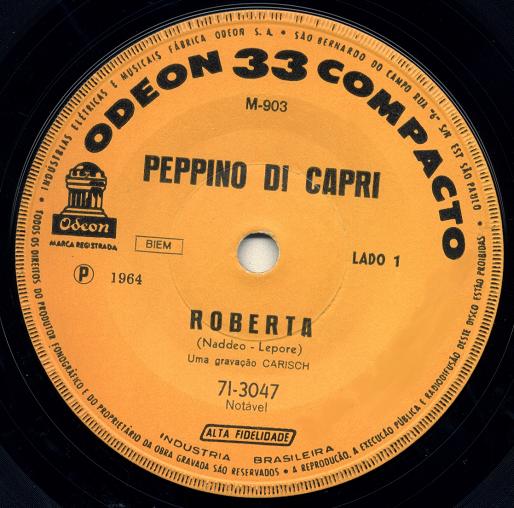 • INDÚSTRIAS ELÉTRICAS E MUSICAIS FÁBRICA ODEON S. A. • SÃO BERNARDO DO CAMPO RUA "6" S/N EST SÃO PAULO •
ODEON 33 COMPACTO
M-903
PEPPINO DI CAPRI
Odeon
MARCA REGISTRADA
BIEM
LADO 1
P 1964
ROBERTA
(Naddeo - Lepore)
Uma gravação CARISCH
7I-3047
Notável
ALTA FIDELIDADE
INDUSTRIA BRASILEIRA
TODOS OS DIREITOS DO PRODUTOR FONOGRÁFICO E DO PROPRIETÁRIO DA OBRA GRAVADA SÃO RESERVADOS • A REPRODUÇÃO, A EXECUÇÃO PÚBLICA E RADIODIFUSÃO DESTE DISCO ESTÃO PROIBIDAS •